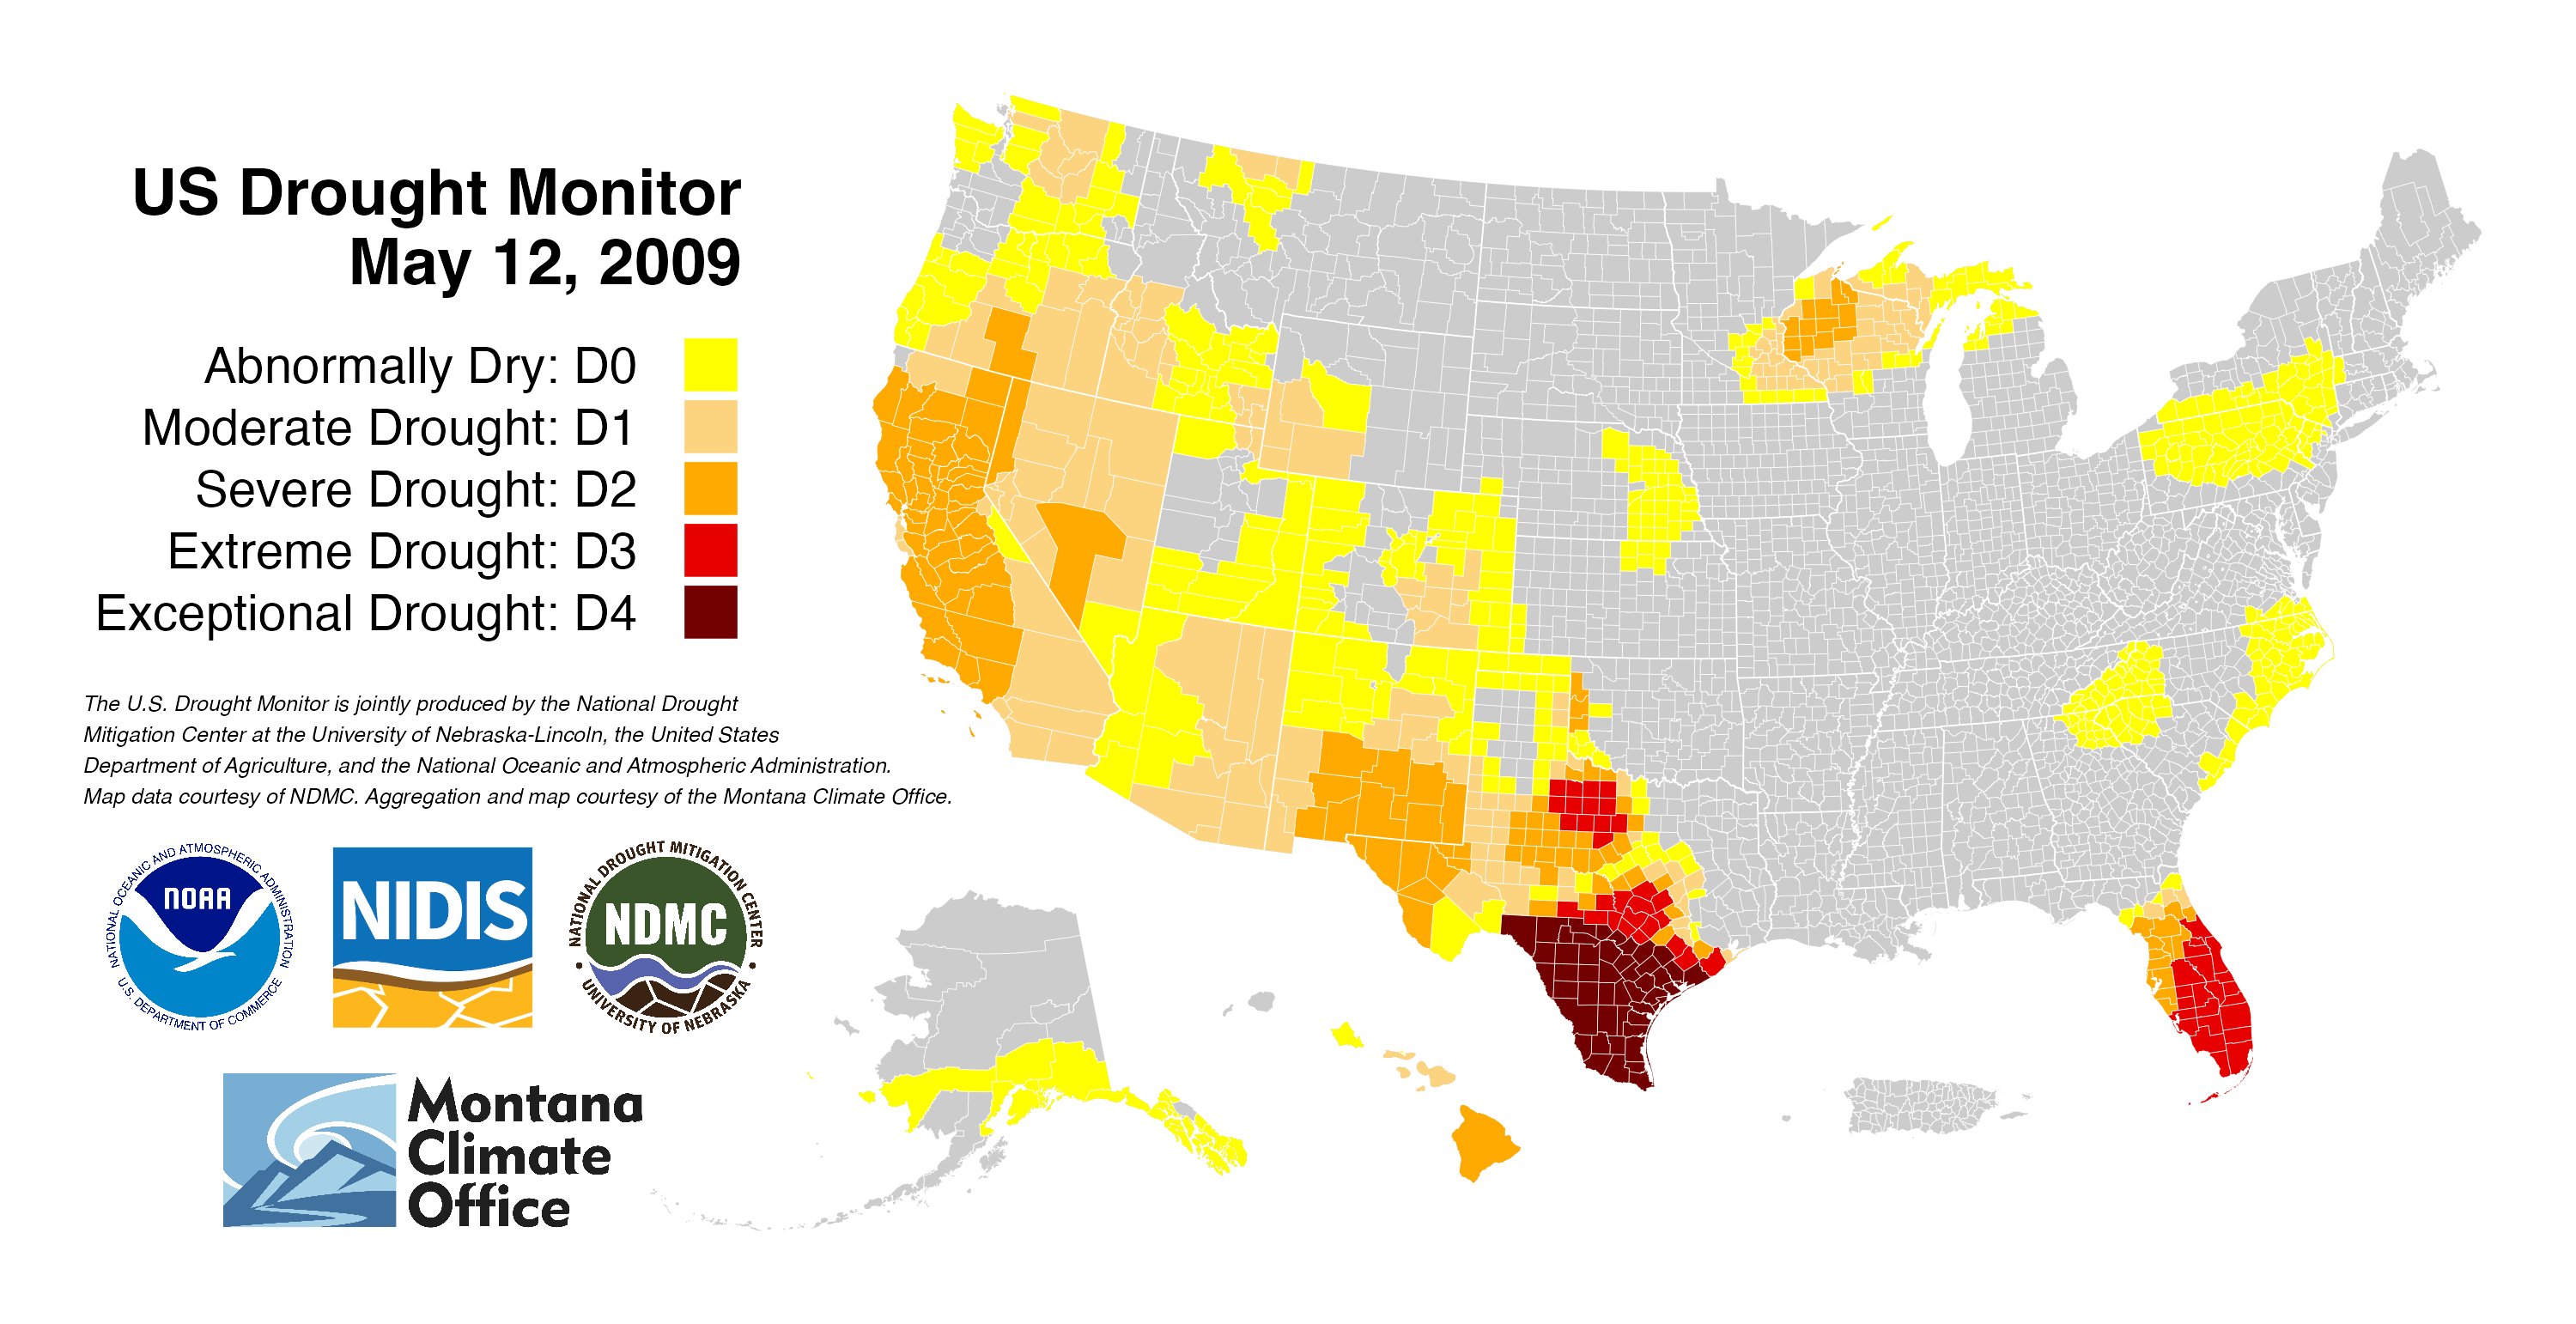 US Drought Monitor
May 12, 2009
Abnormally Dry: D0
Moderate Drought: D1
Severe Drought: D2
Extreme Drought: D3
Exceptional Drought: D4
The U.S. Drought Monitor is jointly produced by the National Drought
Mitigation Center at the University of Nebraska-Lincoln, the United States
Department of Agriculture, and the National Oceanic and Atmospheric Administration.
Map data courtesy of NDMC. Aggregation and map courtesy of the Montana Climate Office.
NATIONAL OCEANIC AND ATMOSPHERIC ADMINISTRATION
NOAA
U.S. DEPARTMENT OF COMMERCE
NIDIS
NATIONAL DROUGHT MITIGATION CENTER
NDMC
UNIVERSITY OF NEBRASKA
Montana
Climate
Office